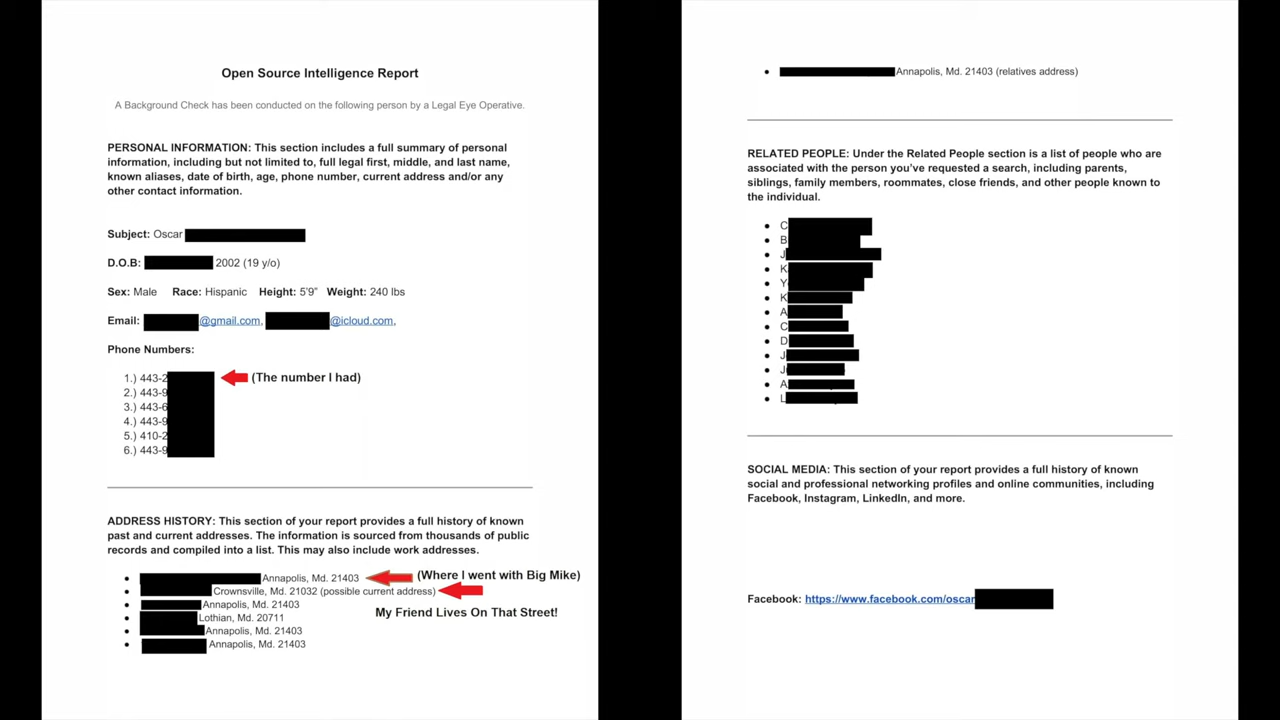 Open Source Intelligence Report
A Background Check has been conducted on the following person by a Legal Eye Operative.
PERSONAL INFORMATION: This section includes a full summary of personal
information, including but not limited to, full legal first, middle, and last name,
known aliases, date of birth, age, phone number, current address and/or any
other contact information.
Subject: Oscar
D.O.B: 2002 (19 y/o)
Sex: Male Race: Hispanic Height: 5'9" Weight: 240 lbs
Email: @gmail.com, @icloud.com,
Phone Numbers:
1.) 443-2 (The number I had)
2.) 443-9
3.) 443-6
4.) 443-9
5.) 410-2
6.) 443-9
ADDRESS HISTORY: This section of your report provides a full history of known
past and current addresses. The information is sourced from thousands of public
records and compiled into a list. This may also include work addresses.
• Annapolis, Md. 21403 (Where I went with Big Mike)
• Crownsville, Md. 21032 (possible current address)
• Annapolis, Md. 21403
My Friend Lives On That Street!
• Lothian, Md. 20711
• Annapolis, Md. 21403
• Annapolis, Md. 21403
• Annapolis, Md. 21403 (relatives address)
RELATED PEOPLE: Under the Related People section is a list of people who are
associated with the person you've requested a search, including parents,
siblings, family members, roommates, close friends, and other people known to
the individual.
• C
• B
• J
• K
• Y
• K
• A
• C
• D
• J
• J
• A
• L
SOCIAL MEDIA: This section of your report provides a full history of known
social and professional networking profiles and online communities, including
Facebook, Instagram, LinkedIn, and more.
Facebook: https://www.facebook.com/oscar